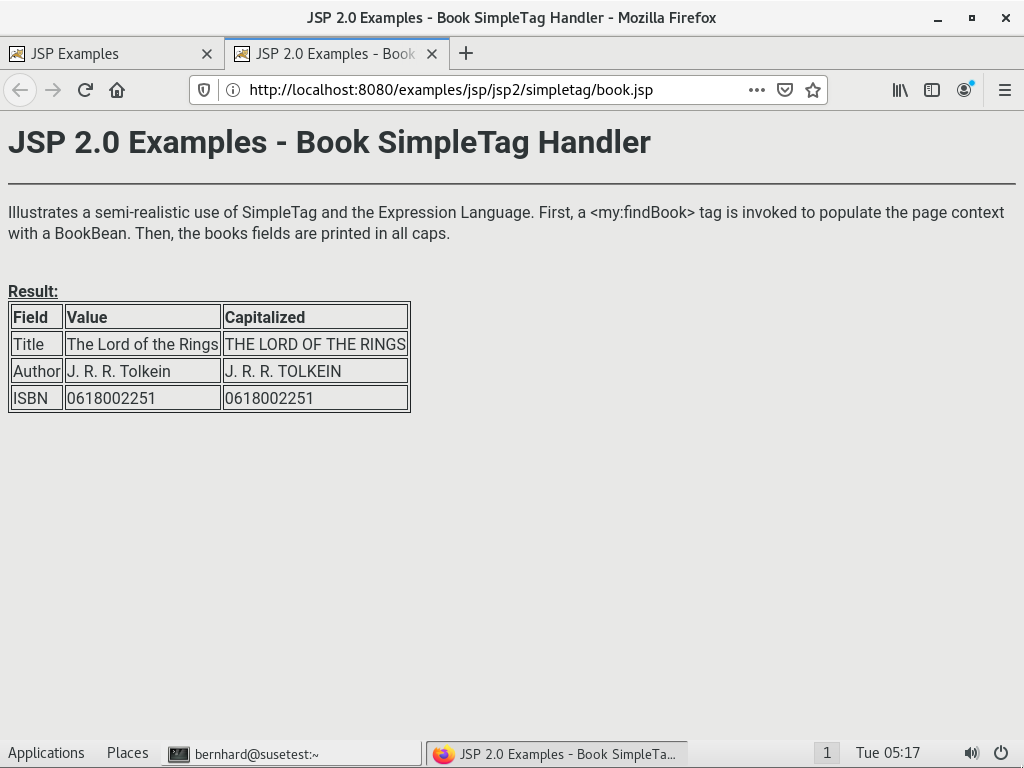 JSP 2.0 Examples - Book SimpleTag Handler - Mozilla Firefox
JSP Examples
JSP 2.0 Examples - Book
http://localhost:8080/examples/jsp/jsp2/simpletag/book.jsp
JSP 2.0 Examples - Book SimpleTag Handler
Illustrates a semi-realistic use of SimpleTag and the Expression Language. First, a <my:findBook> tag is invoked to populate the page context
with a BookBean. Then, the books fields are printed in all caps.
Result:
Field Value Capitalized
Title The Lord of the Rings THE LORD OF THE RINGS
Author J. R. R. Tolkein J. R. R. TOLKEIN
ISBN 0618002251 0618002251
Applications Places bernhard@susetest:~ JSP 2.0 Examples - Book SimpleTa... 1 Tue 05:17